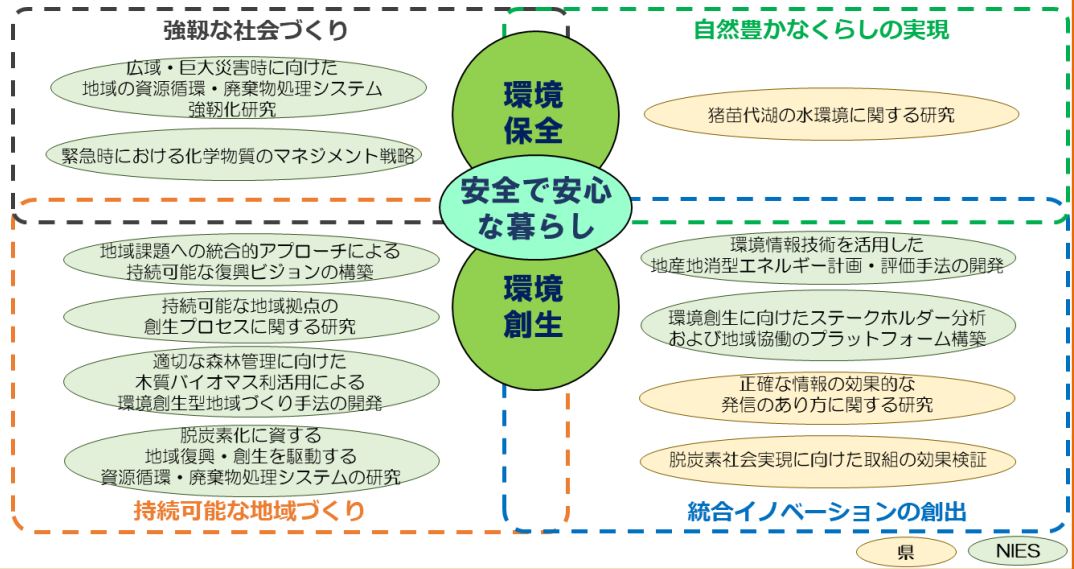 強靱な社会づくり
広域・巨大災害時に向けた
地域の資源循環・廃棄物処理システム
強靭化研究
緊急時における化学物質のマネジメント戦略
自然豊かなくらしの実現
猪苗代湖の水環境に関する研究
環境
保全
安全で安心
な暮らし
環境
創生
地域課題への統合的アプローチによる
持続可能な復興ビジョンの構築
持続可能な地域拠点の
創生プロセスに関する研究
適切な森林管理に向けた
木質バイオマス利活用による
環境創生型地域づくり手法の開発
脱炭素化に資する
地域復興・創生を駆動する
資源循環・廃棄物処理システムの研究
持続可能な地域づくり
環境情報技術を活用した
地産地消型エネルギー計画・評価手法の開発
環境創生に向けたステークホルダー分析
および地域協働のプラットフォーム構築
正確な情報の効果的な
発信のあり方に関する研究
脱炭素社会実現に向けた取組の効果検証
統合イノベーションの創出
県
NIES